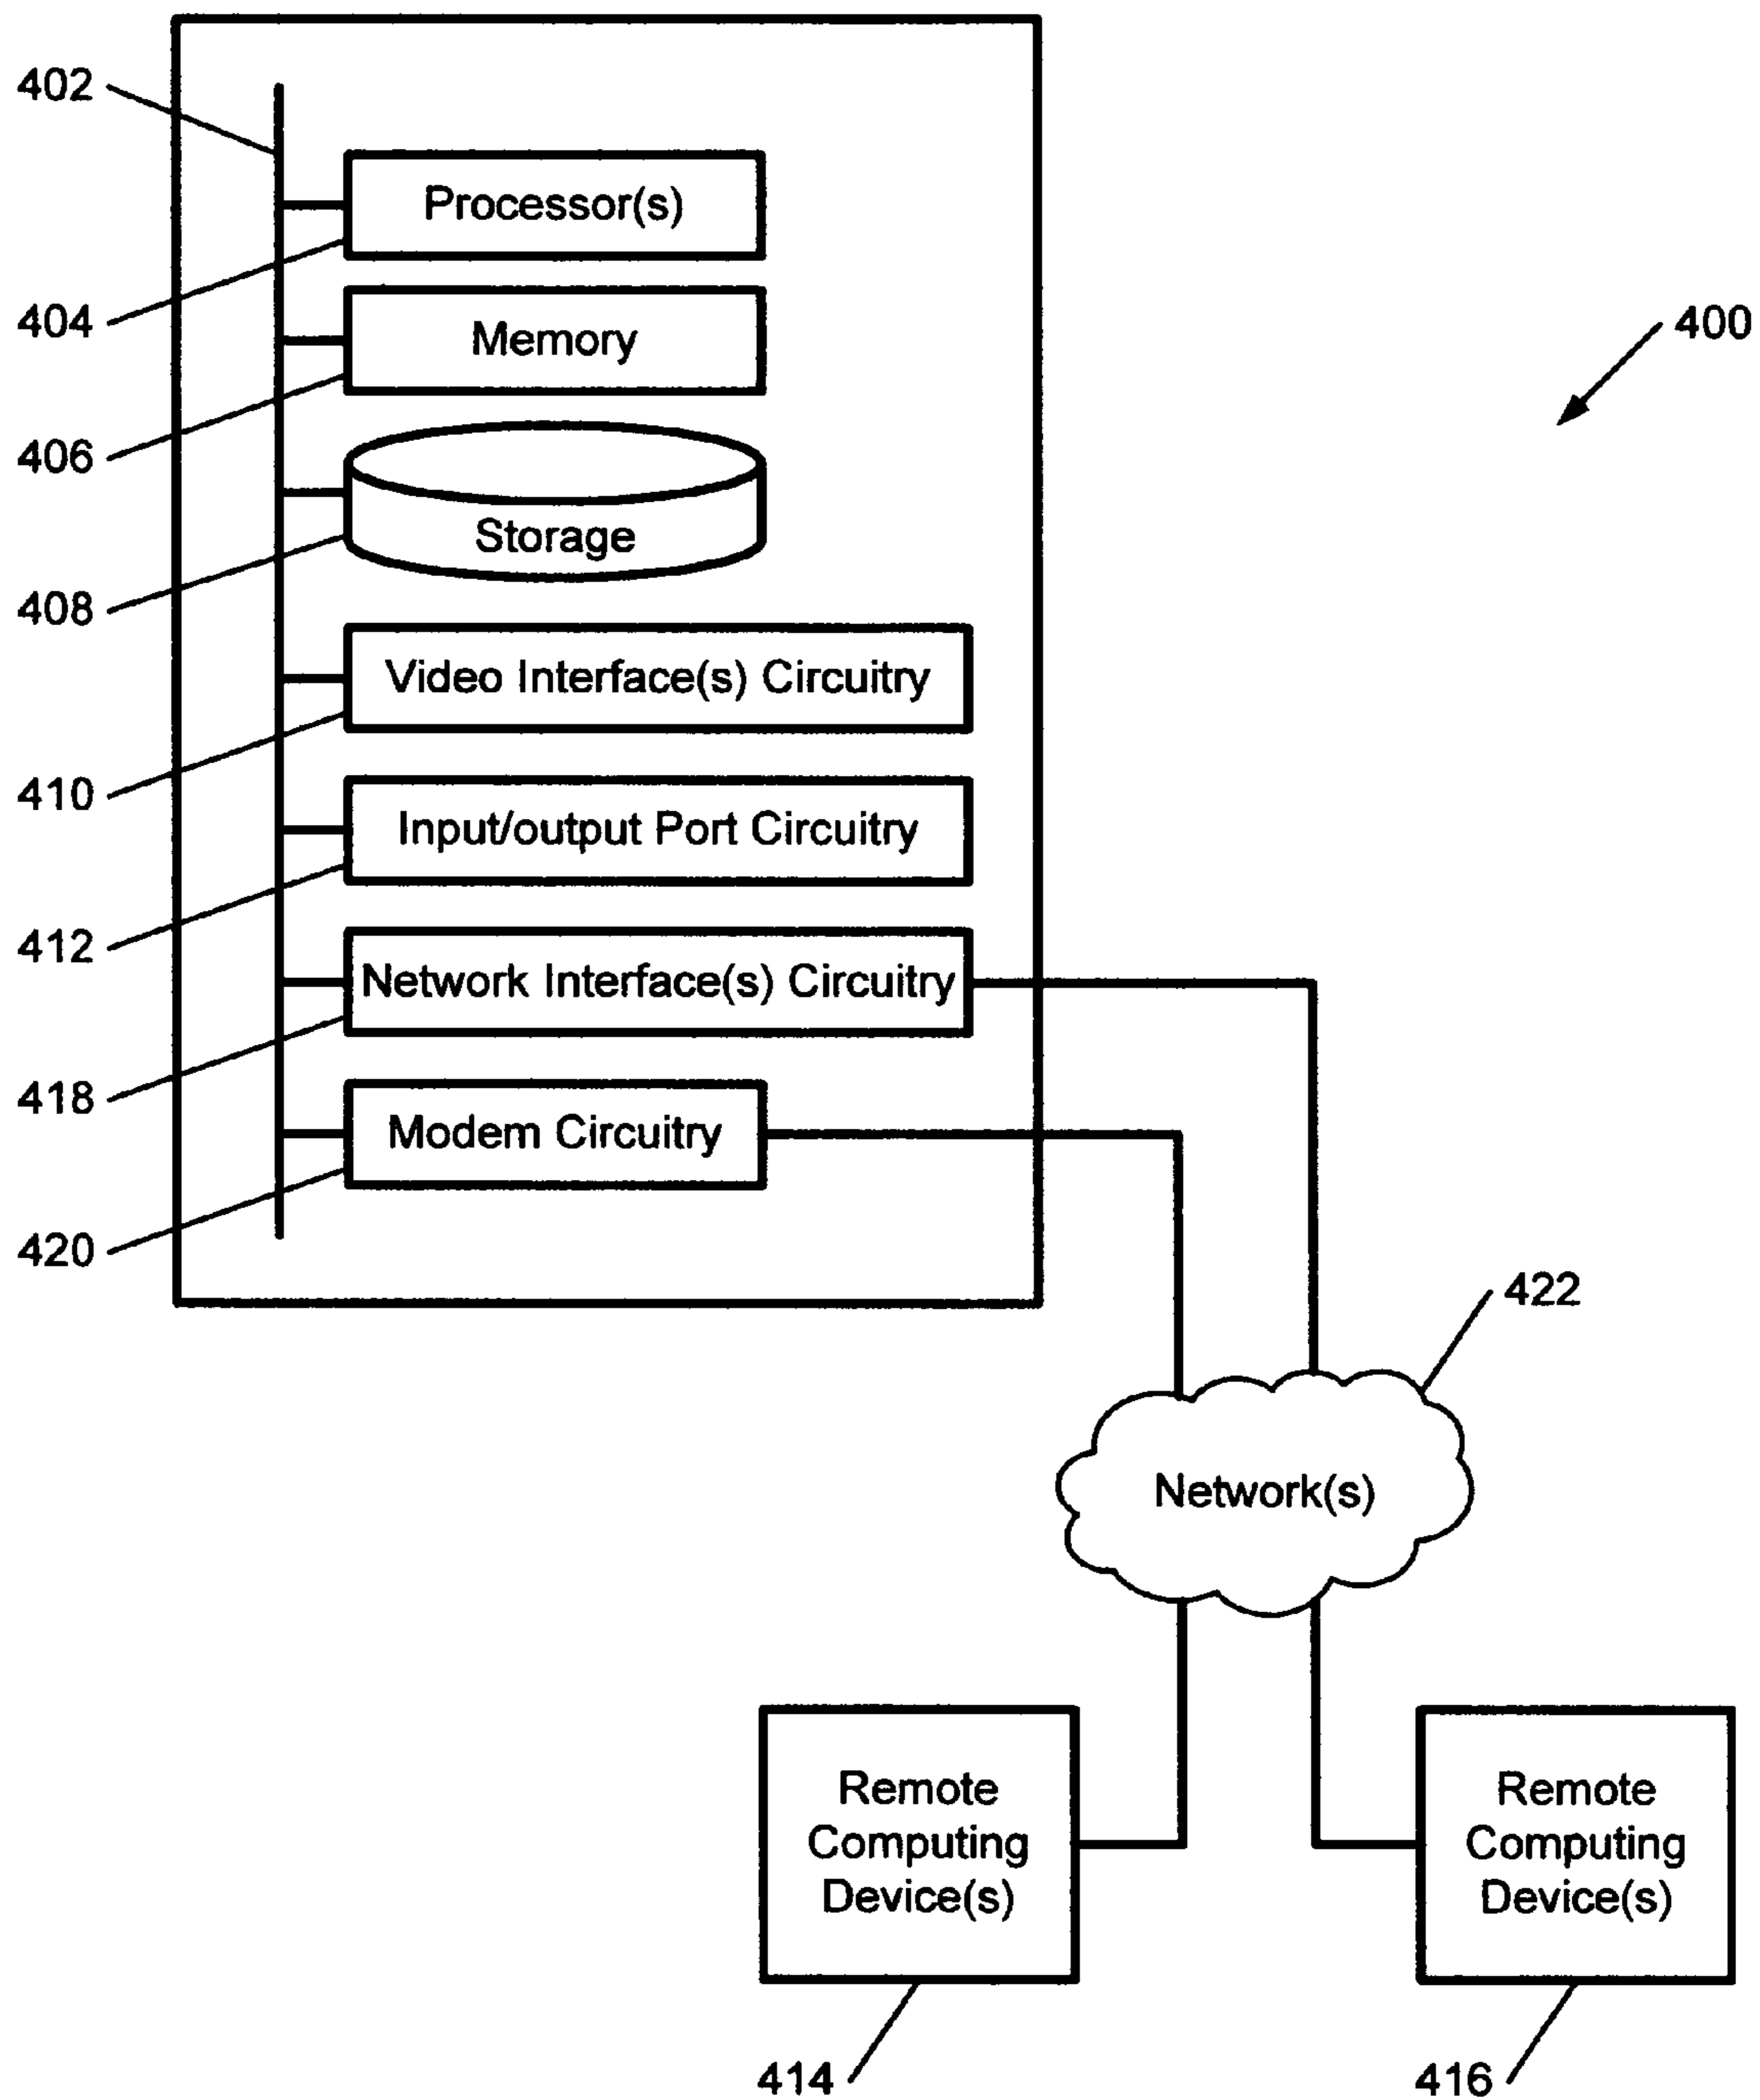 402
Processor(s)
404
Memory
400
406
Storage
408
Video Interface(s) Circuitry
410
Input/output Port Circuitry
412
Network Interface(s) Circuitry
418
Modem Circuitry
420
422
Network(s)
Remote
Computing
Device(s)
Remote
Computing
Device(s)
414
416